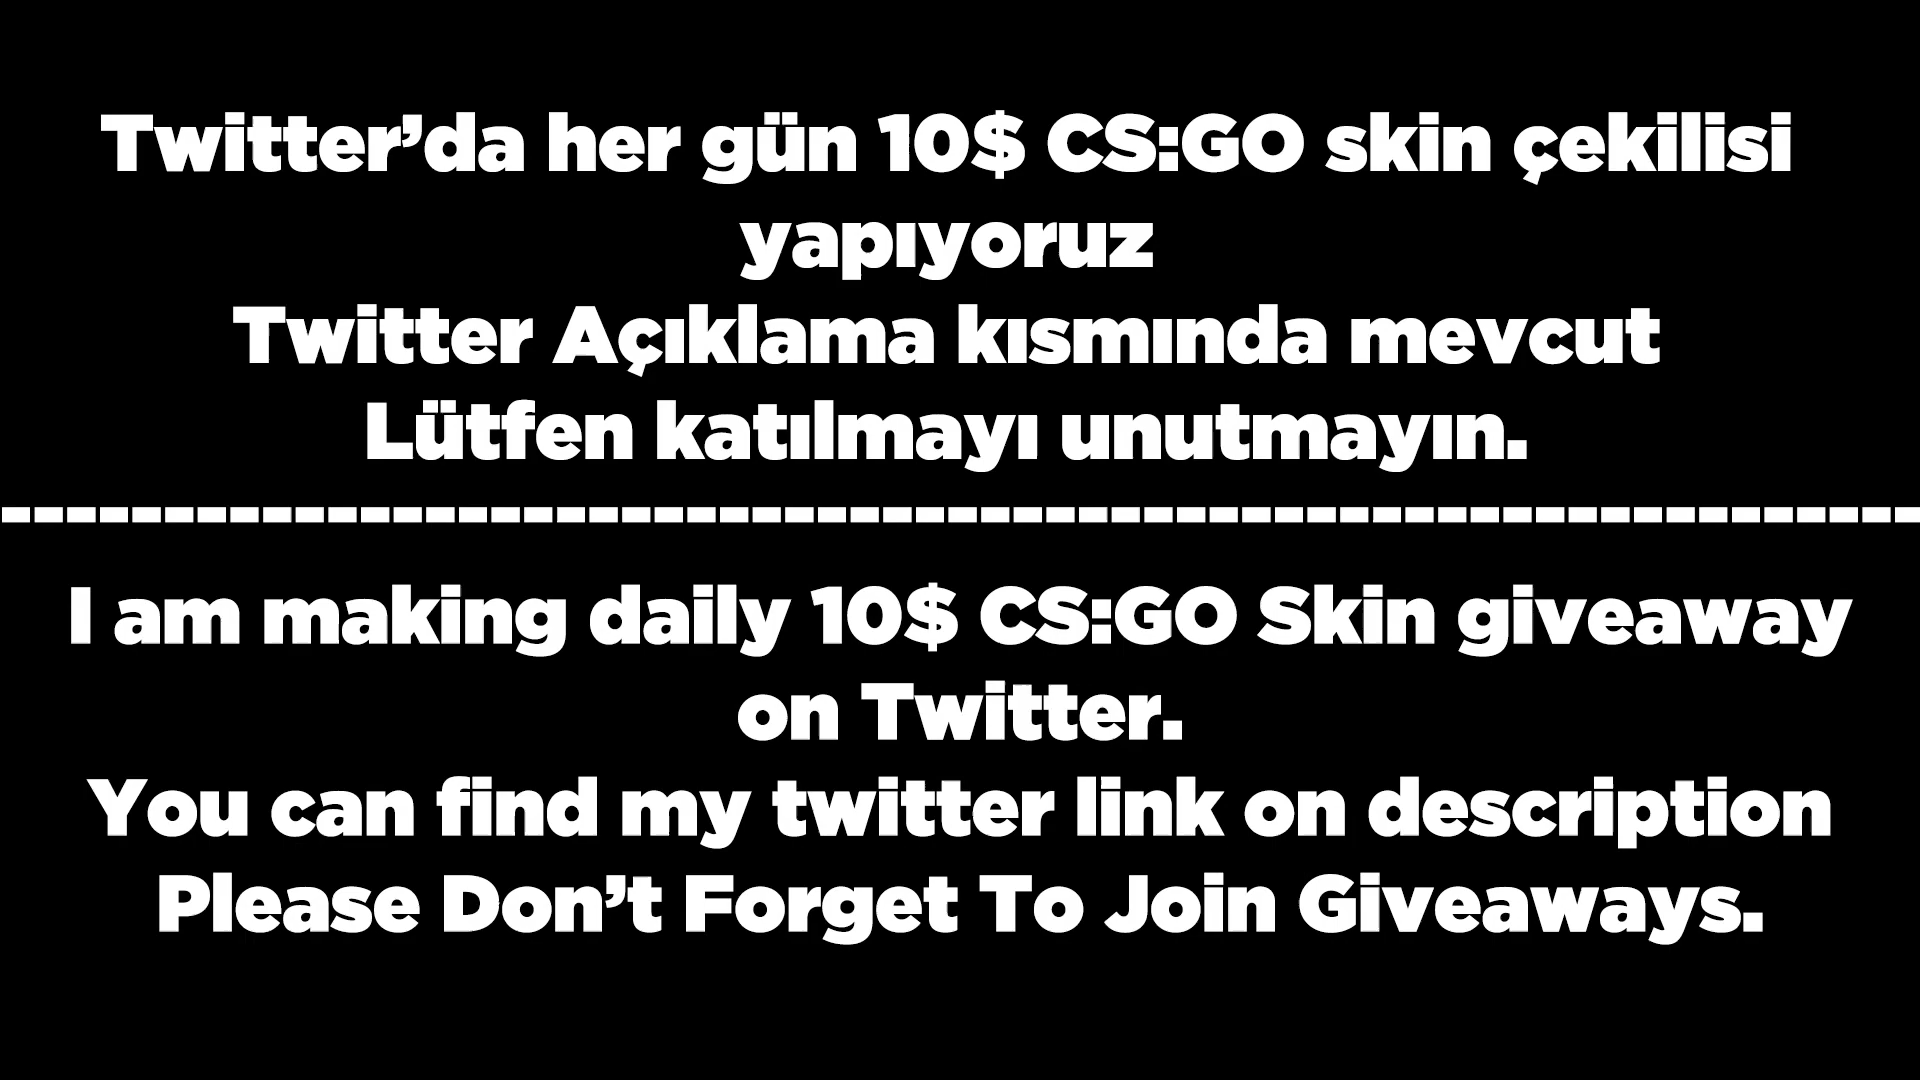 Twitter’da her gün 10$ CS:GO skin çekilisi
yapıyoruz
Twitter Açıklama kısmında mevcut
Lütfen katılmayı unutmayın.
I am making daily 10$ CS:GO Skin giveaway
on Twitter.
You can find my twitter link on description
Please Don’t Forget To Join Giveaways.